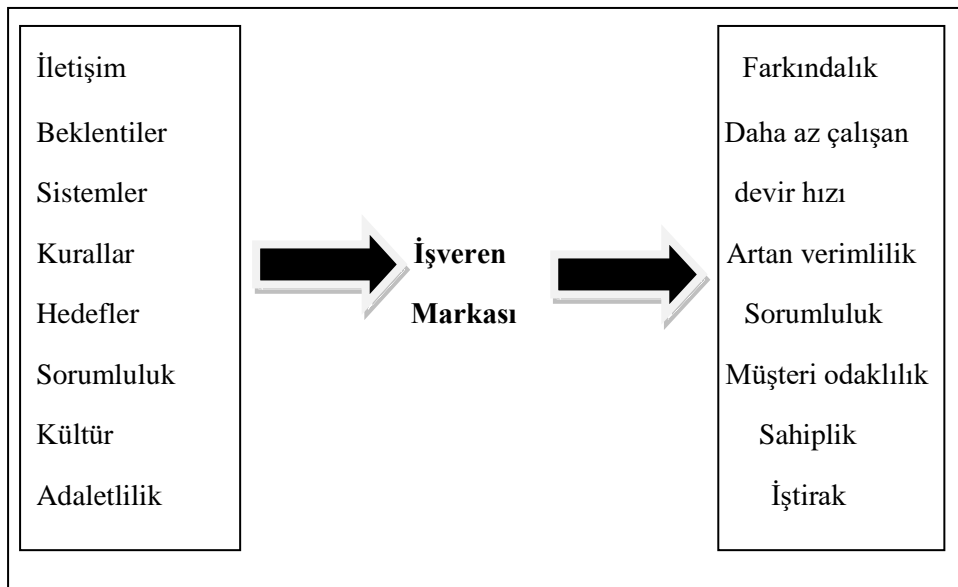 İletişim
Beklentiler
Sistemler
Kurallar
Hedefler
Sorumluluk
Kültür
Adaletlilik
İşveren
Markası
Farkındalık
Daha az çalışan
devir hızı
Artan verimlilik
Sorumluluk
Müşteri odaklılık
Sahiplik
İştirak